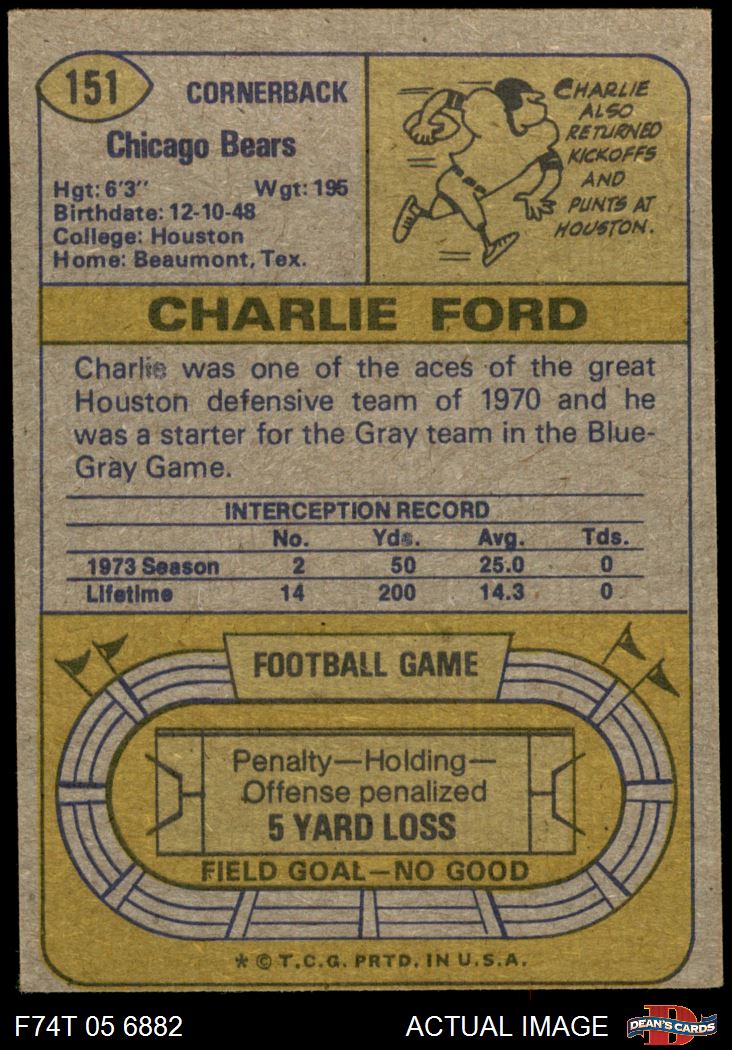 151
CORNERBACK
Chicago Bears
Hgt: 6'3" Wgt: 195
Birthdate: 12-10-48
College: Houston
Home: Beaumont, Tex.
CHARLIE
ALSO
RETURNED
KICKOFFS
AND
PUNTS AT
HOUSTON.
CHARLIE FORD
Charlie was one of the aces of the great
Houston defensive team of 1970 and he
was a starter for the Gray team in the Blue-
Gray Game.
INTERCEPTION RECORD
No. Yds. Avg. Tds.
1973 Season 2 50 25.0 0
Lifetime 14 200 14.3 0
FOOTBALL GAME
Penalty—Holding—
Offense penalized
5 YARD LOSS
FIELD GOAL—NO GOOD
* © T.C.G. PRTD. IN U.S.A.
F74T 05 6882 ACTUAL IMAGE
D
DEAN'S CARDS